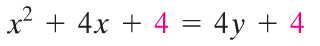 x² + 4x + 4 = 4y + 4